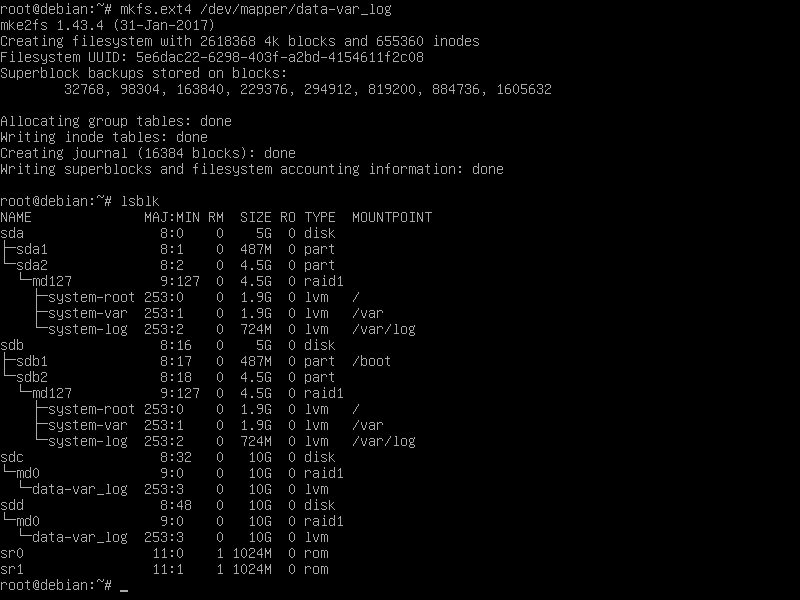 root@debian:~# mkfs.ext4 /dev/mapper/data-var_log
mke2fs 1.43.4 (31-Jan-2017)
Creating filesystem with 2618368 4k blocks and 655360 inodes
Filesystem UUID: 5e6dac22-6298-403f-a2bd-4154611f2c08
Superblock backups stored on blocks:
        32768, 98304, 163840, 229376, 294912, 819200, 884736, 1605632

Allocating group tables: done
Writing inode tables: done
Creating journal (16384 blocks): done
Writing superblocks and filesystem accounting information: done

root@debian:~# lsblk
NAME              MAJ:MIN RM  SIZE RO TYPE  MOUNTPOINT
sda                 8:0    0    5G  0 disk
├─sda1              8:1    0  487M  0 part
└─sda2              8:2    0  4.5G  0 part
  └─md127           9:127  0  4.5G  0 raid1
    ├─system-root 253:0    0  1.9G  0 lvm   /
    ├─system-var  253:1    0  1.9G  0 lvm   /var
    └─system-log  253:2    0  724M  0 lvm   /var/log
sdb                 8:16   0    5G  0 disk
├─sdb1              8:17   0  487M  0 part  /boot
└─sdb2              8:18   0  4.5G  0 part
  └─md127           9:127  0  4.5G  0 raid1
    ├─system-root 253:0    0  1.9G  0 lvm   /
    ├─system-var  253:1    0  1.9G  0 lvm   /var
    └─system-log  253:2    0  724M  0 lvm   /var/log
sdc                 8:32   0   10G  0 disk
└─md0               9:0    0   10G  0 raid1
  └─data-var_log  253:3    0   10G  0 lvm
sdd                 8:48   0   10G  0 disk
└─md0               9:0    0   10G  0 raid1
  └─data-var_log  253:3    0   10G  0 lvm
sr0                11:0    1 1024M  0 rom
sr1                11:1    1 1024M  0 rom
root@debian:~# _